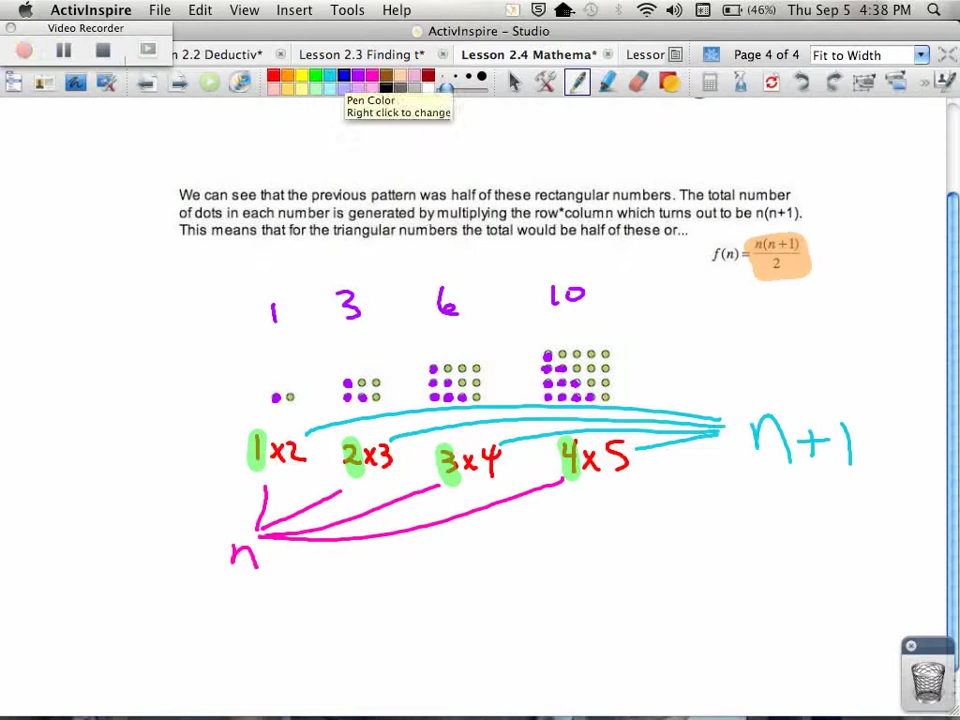 ActivInspire File Edit View Insert Tools Help (46%) Thu Sep 5 4:38 PM
Video Recorder
ActivInspire - Studio
2.2 Deductiv* Lesson 2.3 Finding t* Lesson 2.4 Mathema* Lessor Page 4 of 4 Fit to Width
Pen Color
Right click to change
We can see that the previous pattern was half of these rectangular numbers. The total number
of dots in each number is generated by multiplying the row*column which turns out to be n(n+1).
This means that for the triangular numbers the total would be half of these or...
f(n)= n(n+1)
2
1 3 6 10
1x2 2x3 3x4 4x5 n+1
n